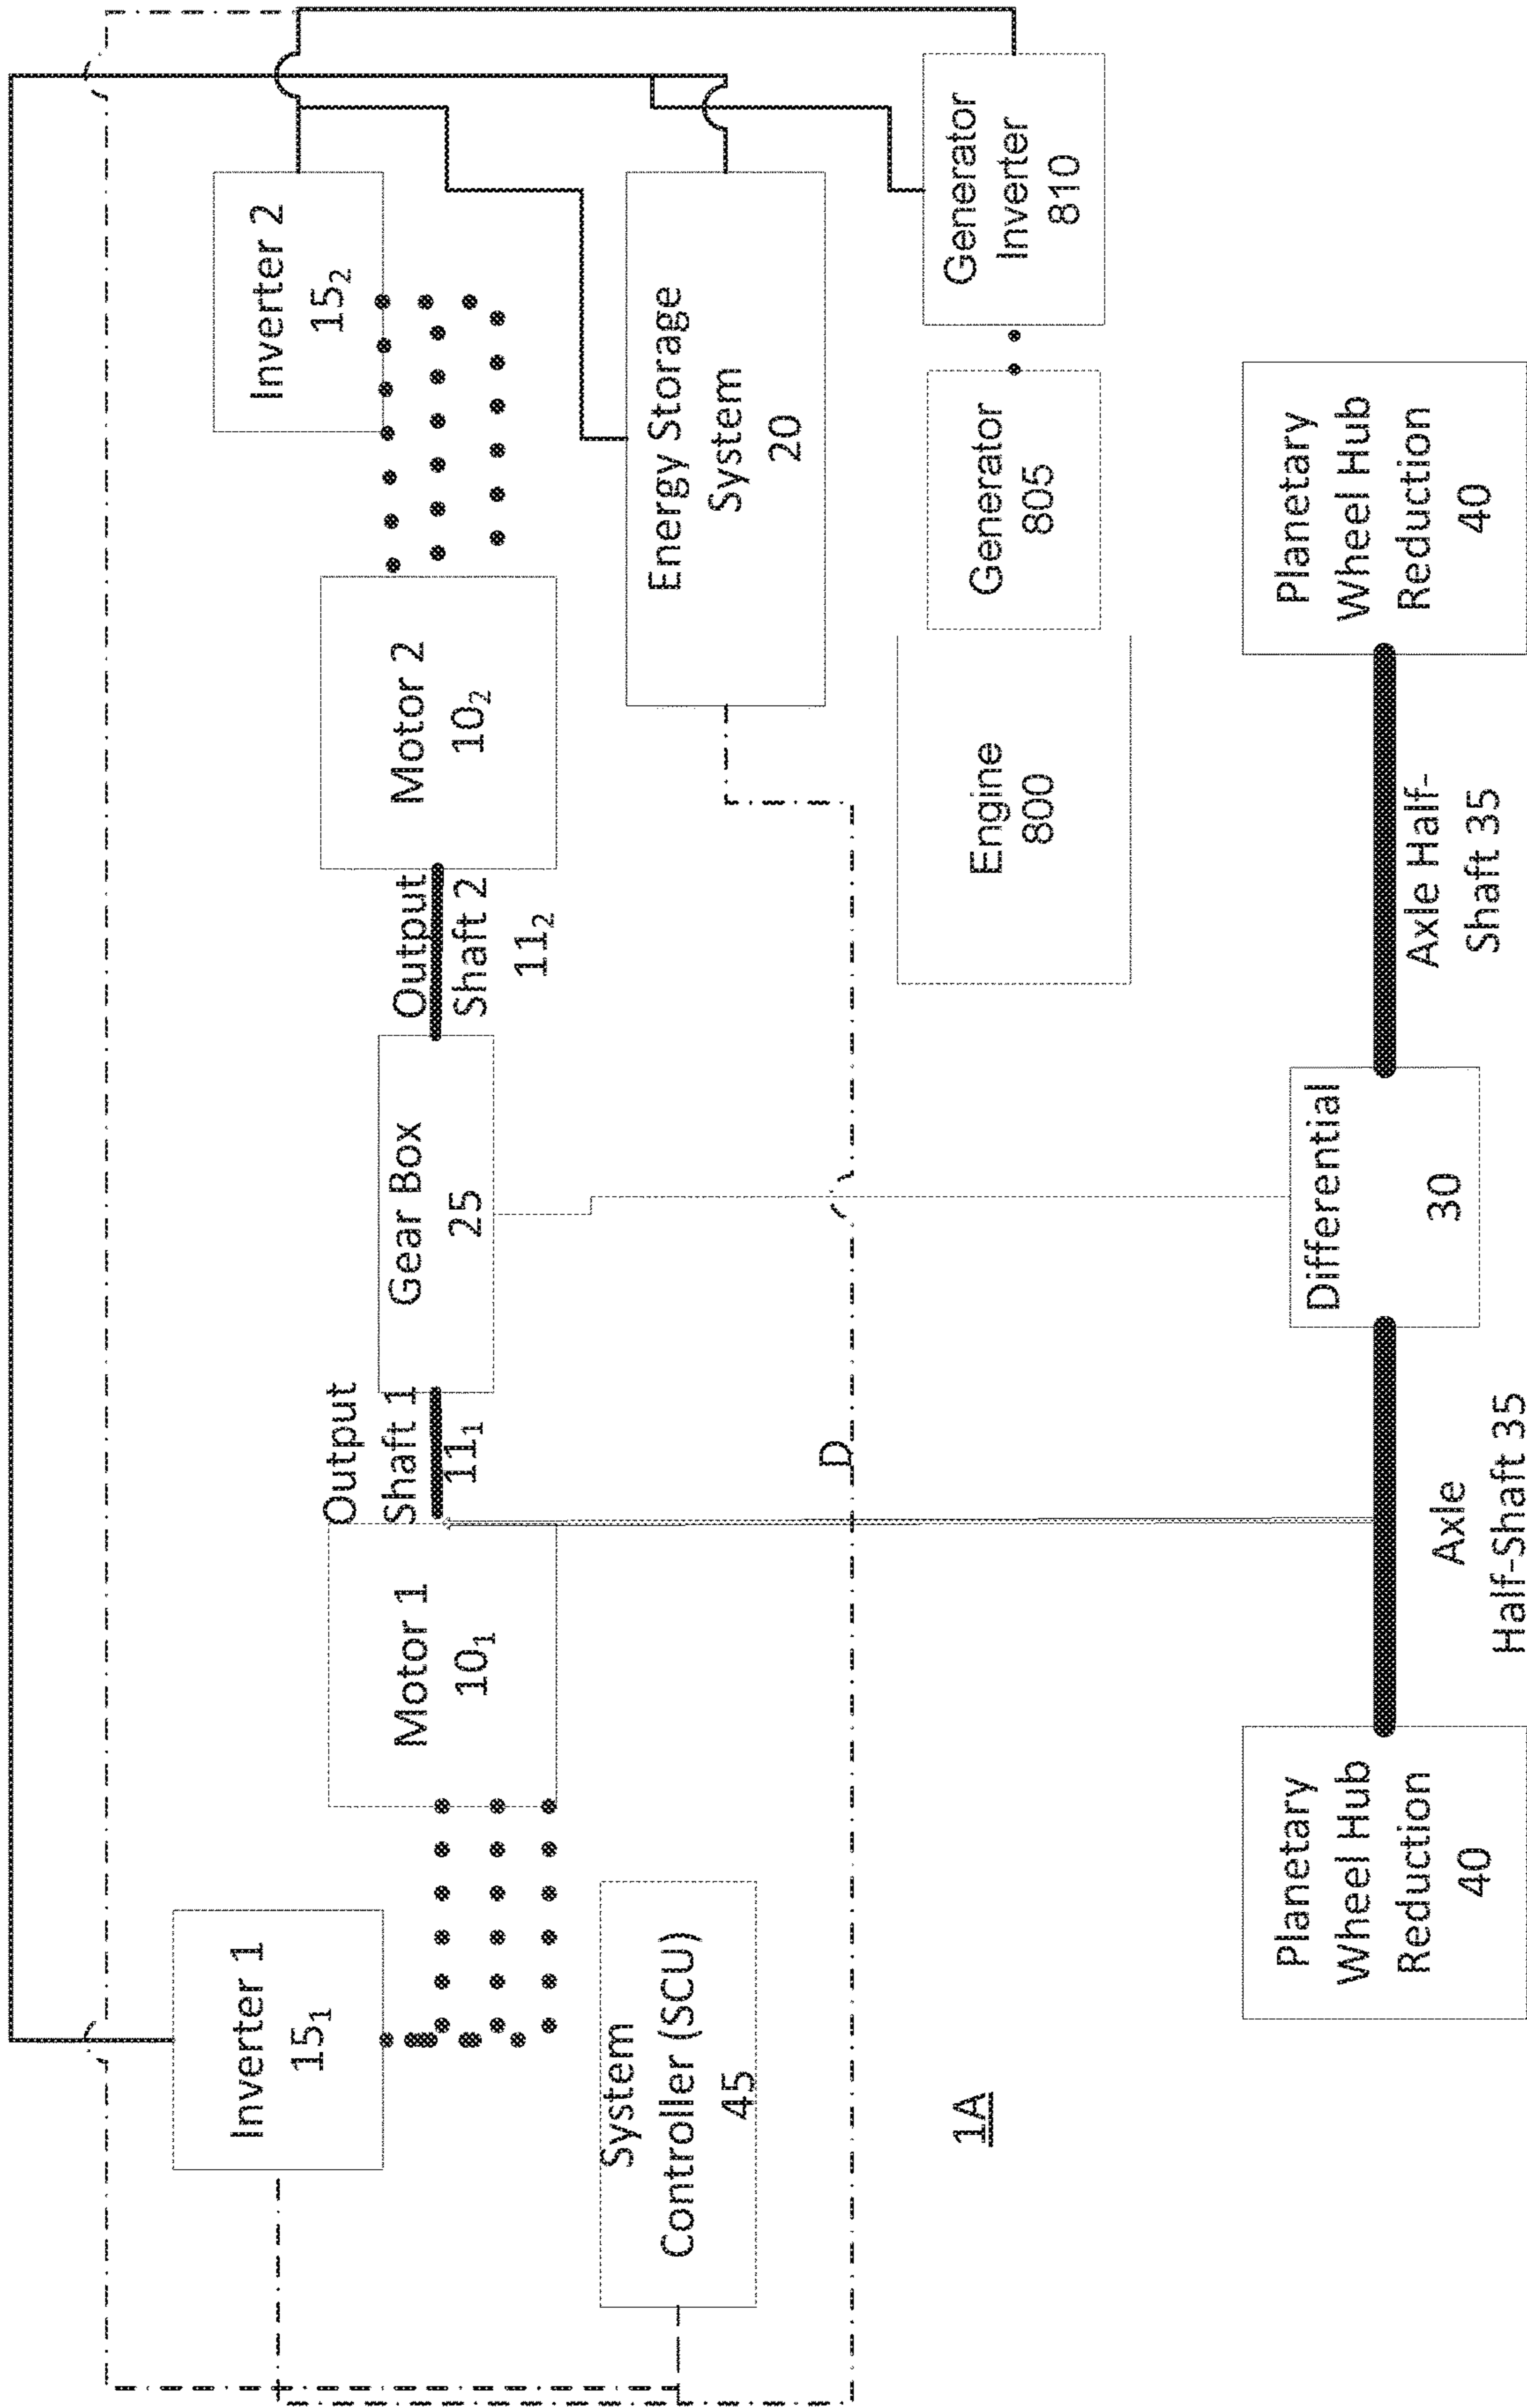 Inverter 1
15₁
Inverter 2
15₂
Output
Shaft 1
11₁
Motor 1
10₁
Gear Box
25
Output
Shaft 2
11₂
Motor 2
10₂
System
Controller (SCU)
45
Energy Storage
System
20
D
1A
Engine
800
Generator
805
Generator
Inverter
810
Planetary
Wheel Hub
Reduction
40
Axle
Half-Shaft 35
Differential
30
Axle Half-
Shaft 35
Planetary
Wheel Hub
Reduction
40